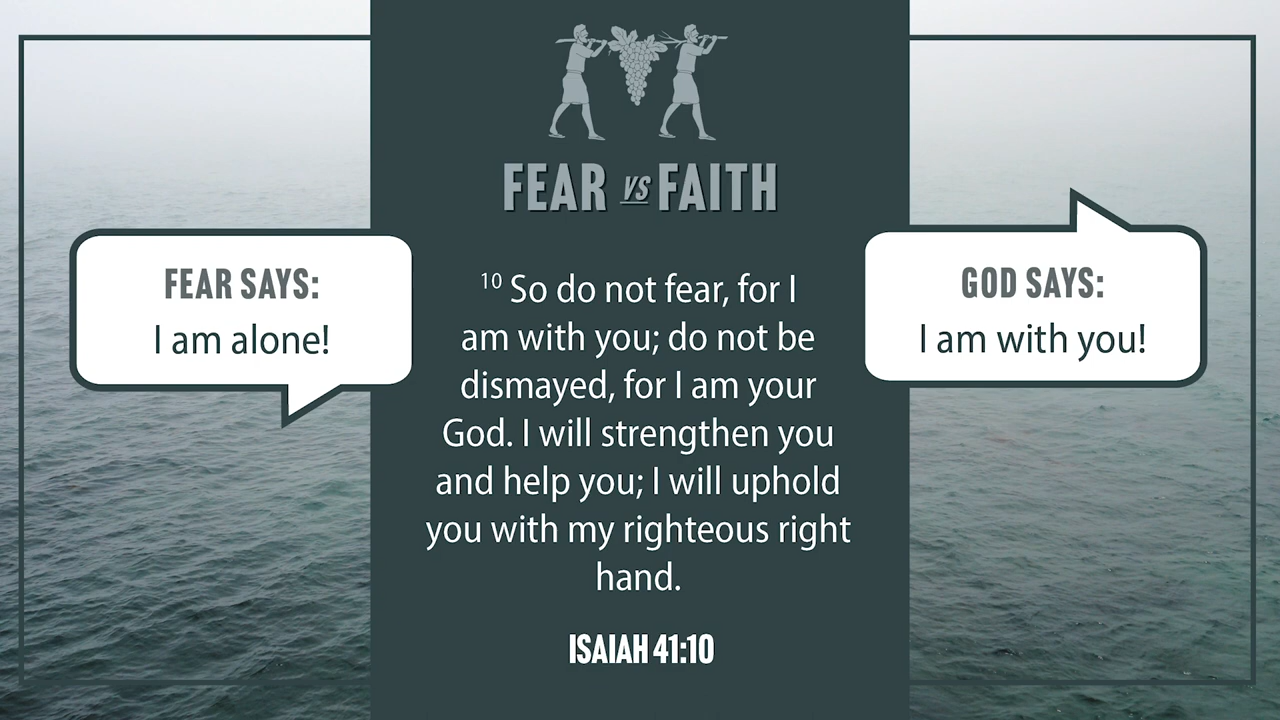 FEAR vs FAITH
FEAR SAYS:
I am alone!
10 So do not fear, for I
am with you; do not be
dismayed, for I am your
God. I will strengthen you
and help you; I will uphold
you with my righteous right
hand.
ISAIAH 41:10
GOD SAYS:
I am with you!